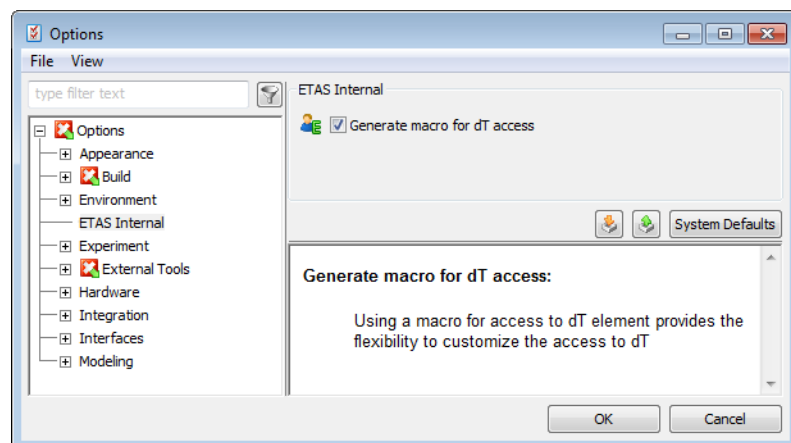 Options
File View
type filter text
Options
Appearance
Build
Environment
ETAS Internal
Experiment
External Tools
Hardware
Integration
Interfaces
Modeling
ETAS Internal
Generate macro for dT access
System Defaults
Generate macro for dT access:
Using a macro for access to dT element provides the
flexibility to customize the access to dT
OK Cancel